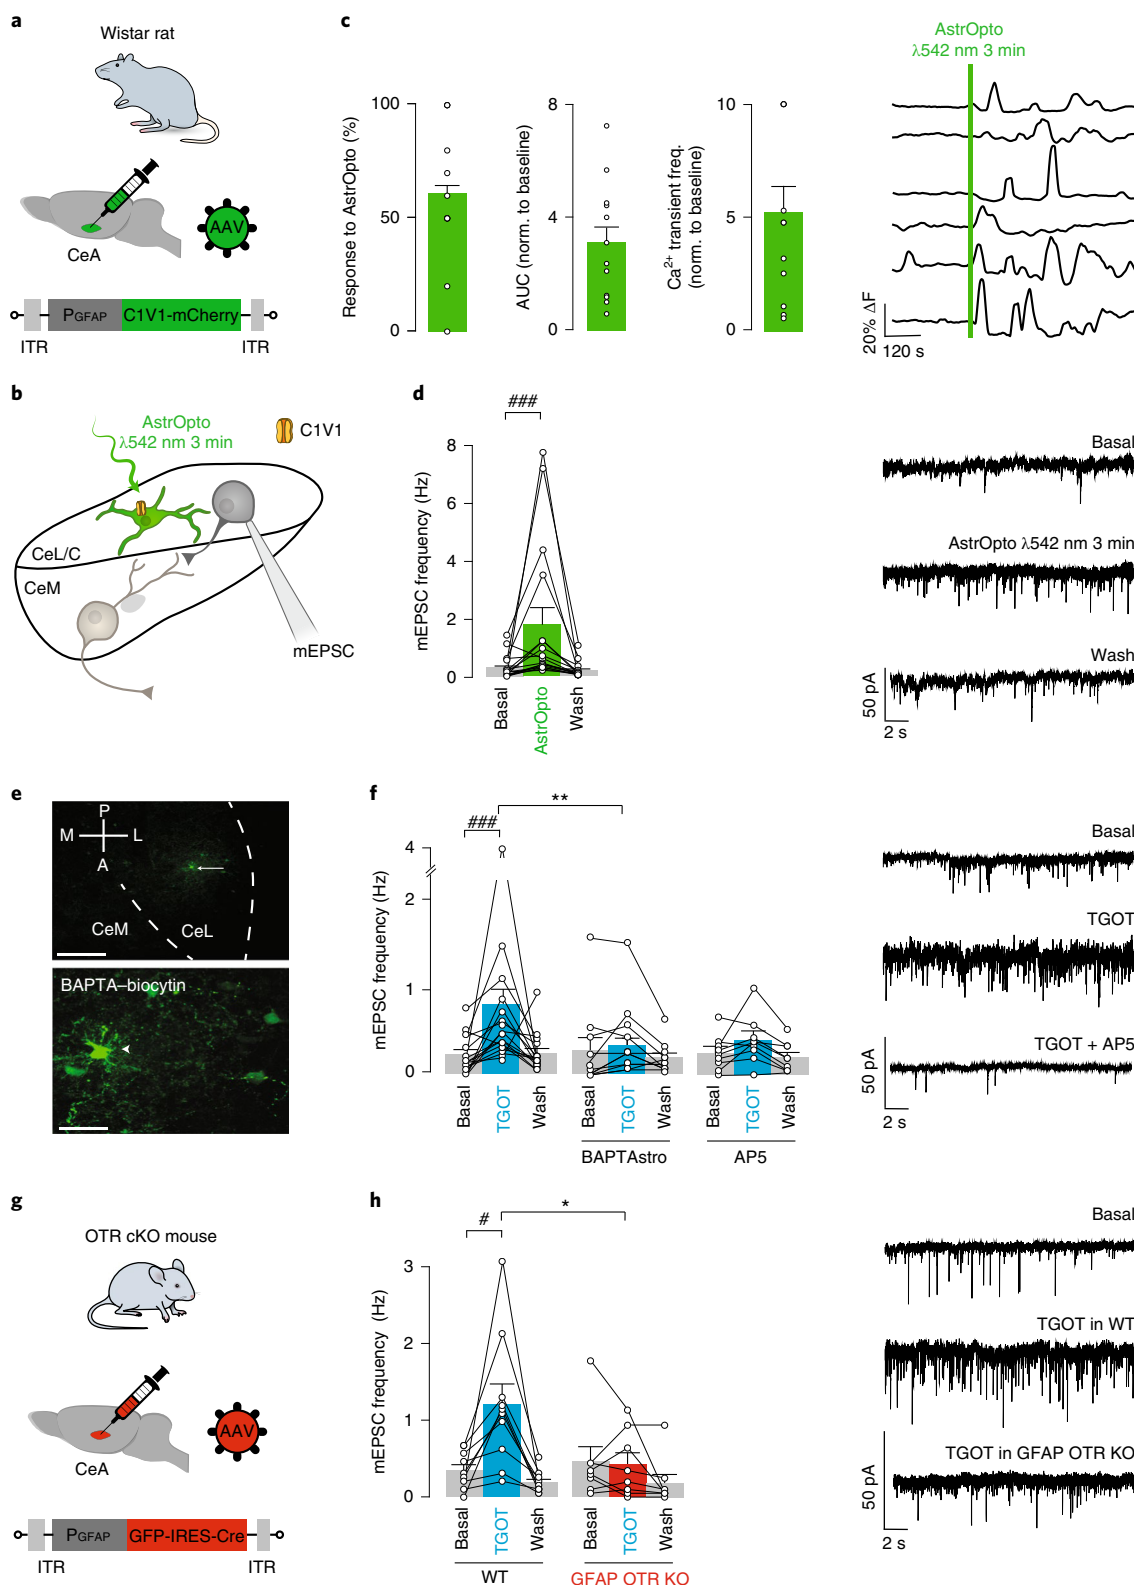 a
Wistar rat
CeA
AAV
PGFAP C1V1-mCherry
ITR ITR
c
Response to AstrOpto (%)
100
50
0
AUC (norm. to baseline)
8
4
0
Ca2+ transient freq.
(norm. to baseline)
10
5
0
AstrOpto
λ542 nm 3 min
20% ΔF
120 s
b
AstrOpto
λ542 nm 3 min
C1V1
CeL/C
CeM
mEPSC
d
###
mEPSC frequency (Hz)
8
6
4
2
0
Basal
AstrOpto
Wash
Basal
AstrOpto λ542 nm 3 min
Wash
50 pA
2 s
e
P
M L
A
CeM
CeL
BAPTA–biocytin
f
**
###
mEPSC frequency (Hz)
4
2
1
0
Basal
TGOT
Wash
Basal
TGOT
Wash
Basal
TGOT
Wash
BAPTAstro
AP5
Basal
TGOT
TGOT + AP5
50 pA
2 s
g
OTR cKO mouse
CeA
AAV
PGFAP GFP-IRES-Cre
ITR ITR
h
*
#
mEPSC frequency (Hz)
3
2
1
0
Basal
TGOT
Wash
Basal
TGOT
Wash
WT
GFAP OTR KO
Basal
TGOT in WT
TGOT in GFAP OTR KO
50 pA
2 s